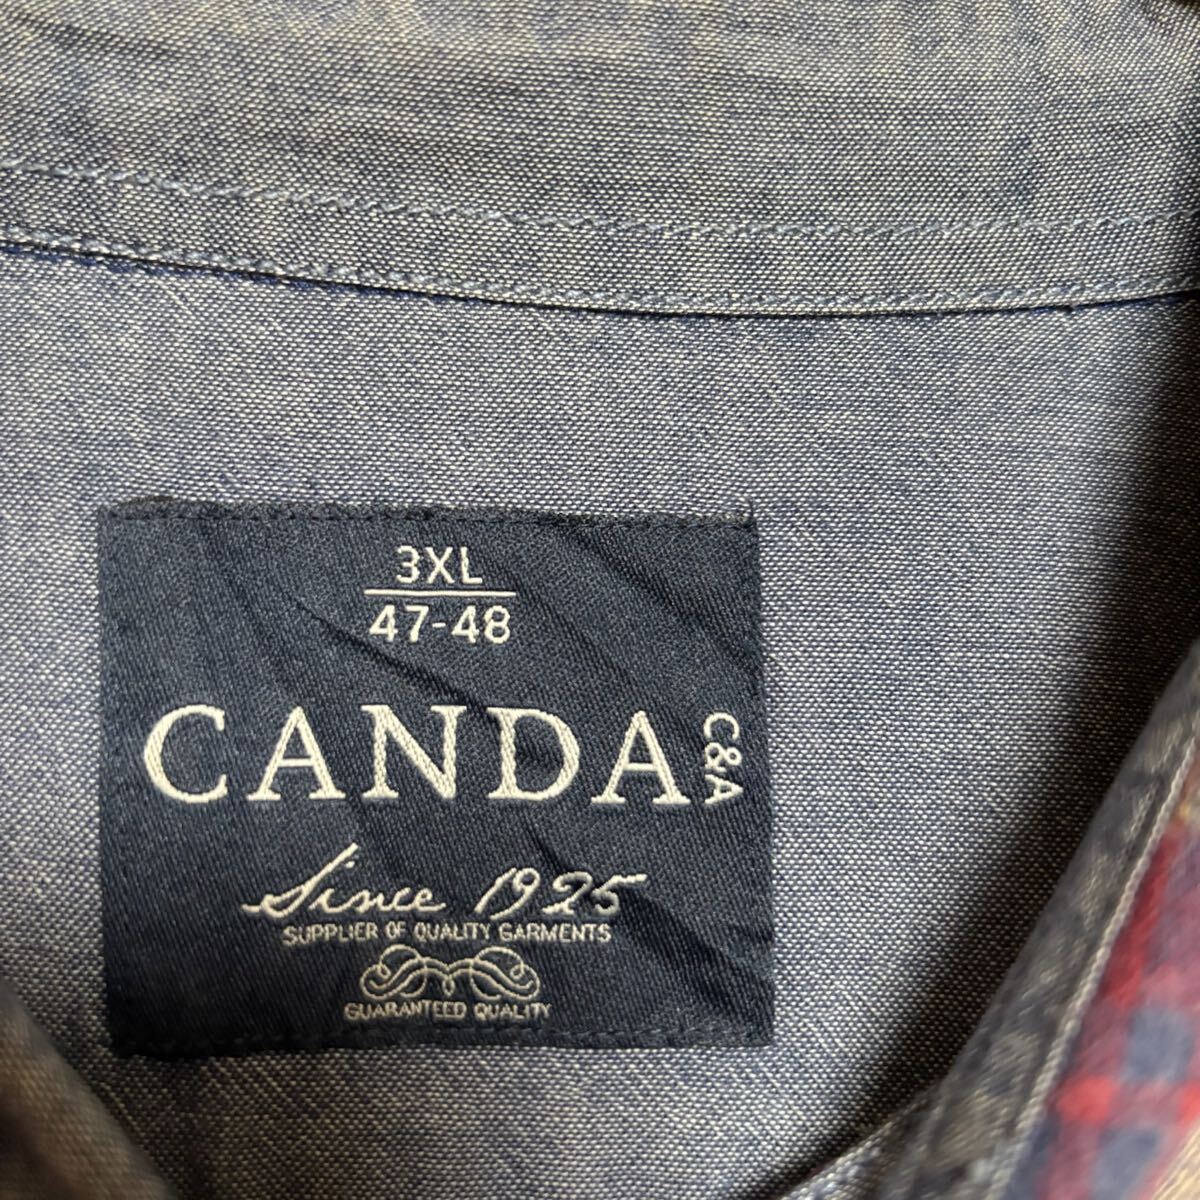 3XL
47-48
CANDA C&A
Since 1925
SUPPLIER OF QUALITY GARMENTS
GUARANTEED QUALITY